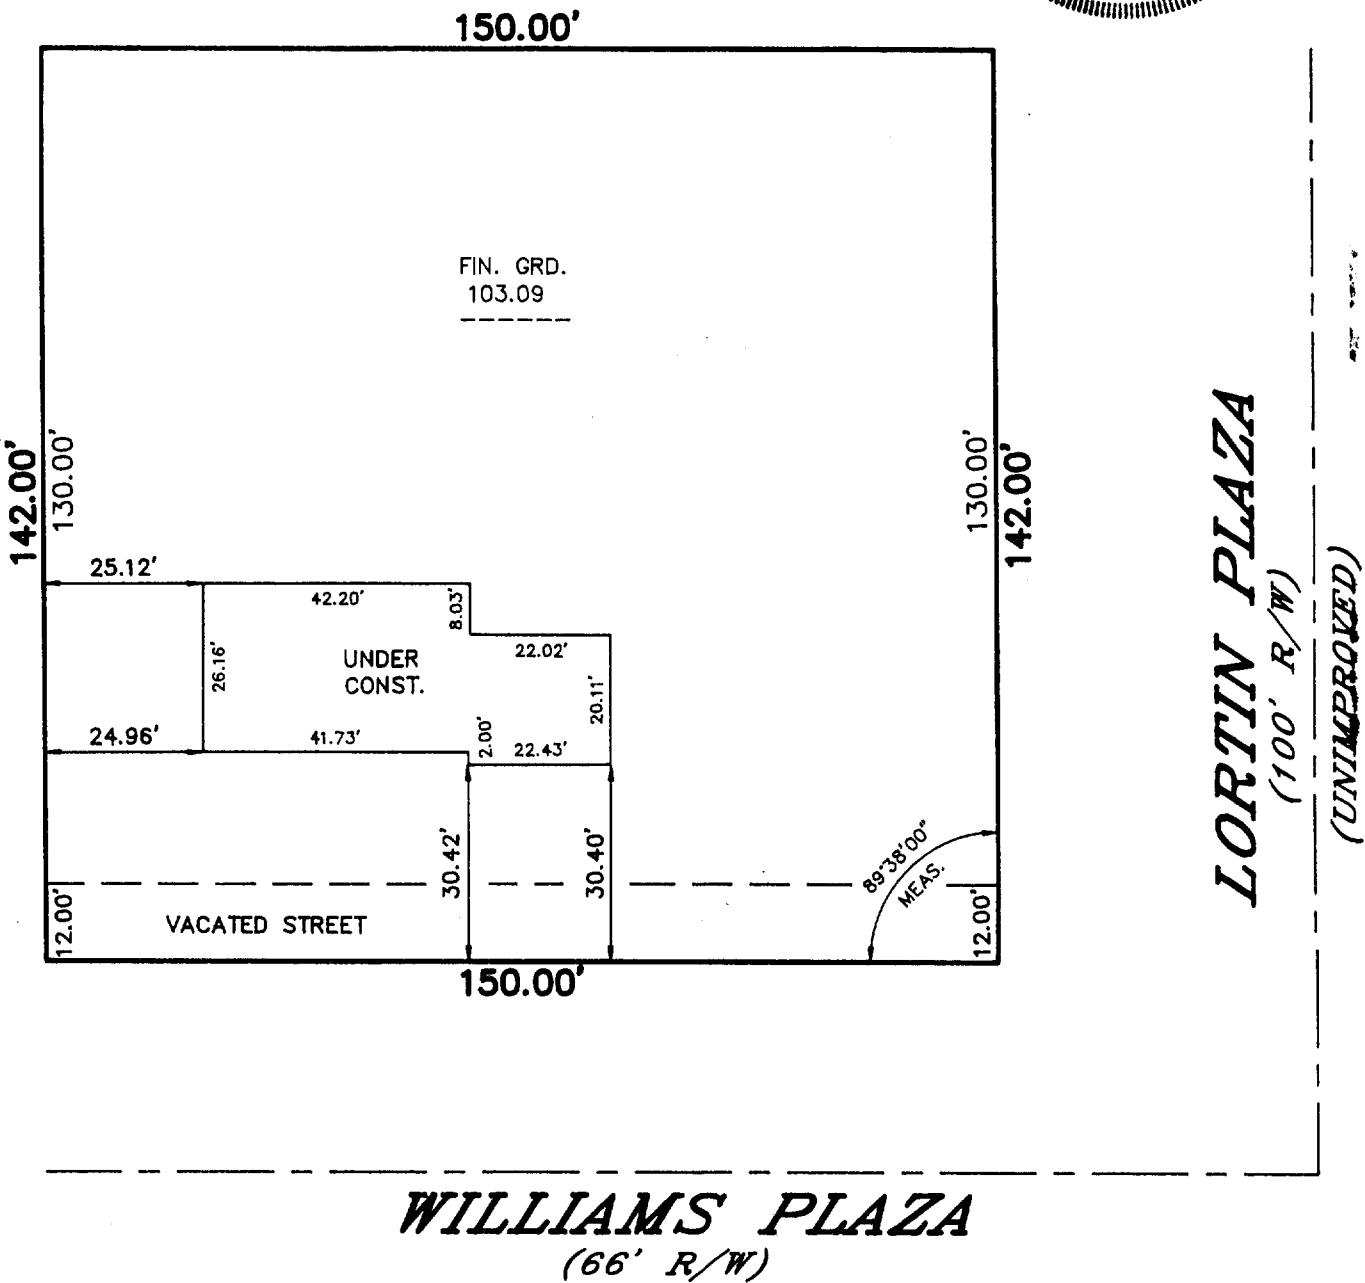 150.00'
FIN. GRD.
103.09
142.00'
130.00'
130.00'
142.00'
25.12'
42.20'
8.03'
22.02'
26.16'
UNDER
CONST.
20.11'
24.96'
41.73'
2.00'
22.43'
30.42'
30.40'
89°38'00"
MEAS.
12.00'
VACATED STREET
12.00'
150.00'
LORTIN PLAZA
(100' R/W)
(UNIMPROVED)
WILLIAMS PLAZA
(66' R/W)